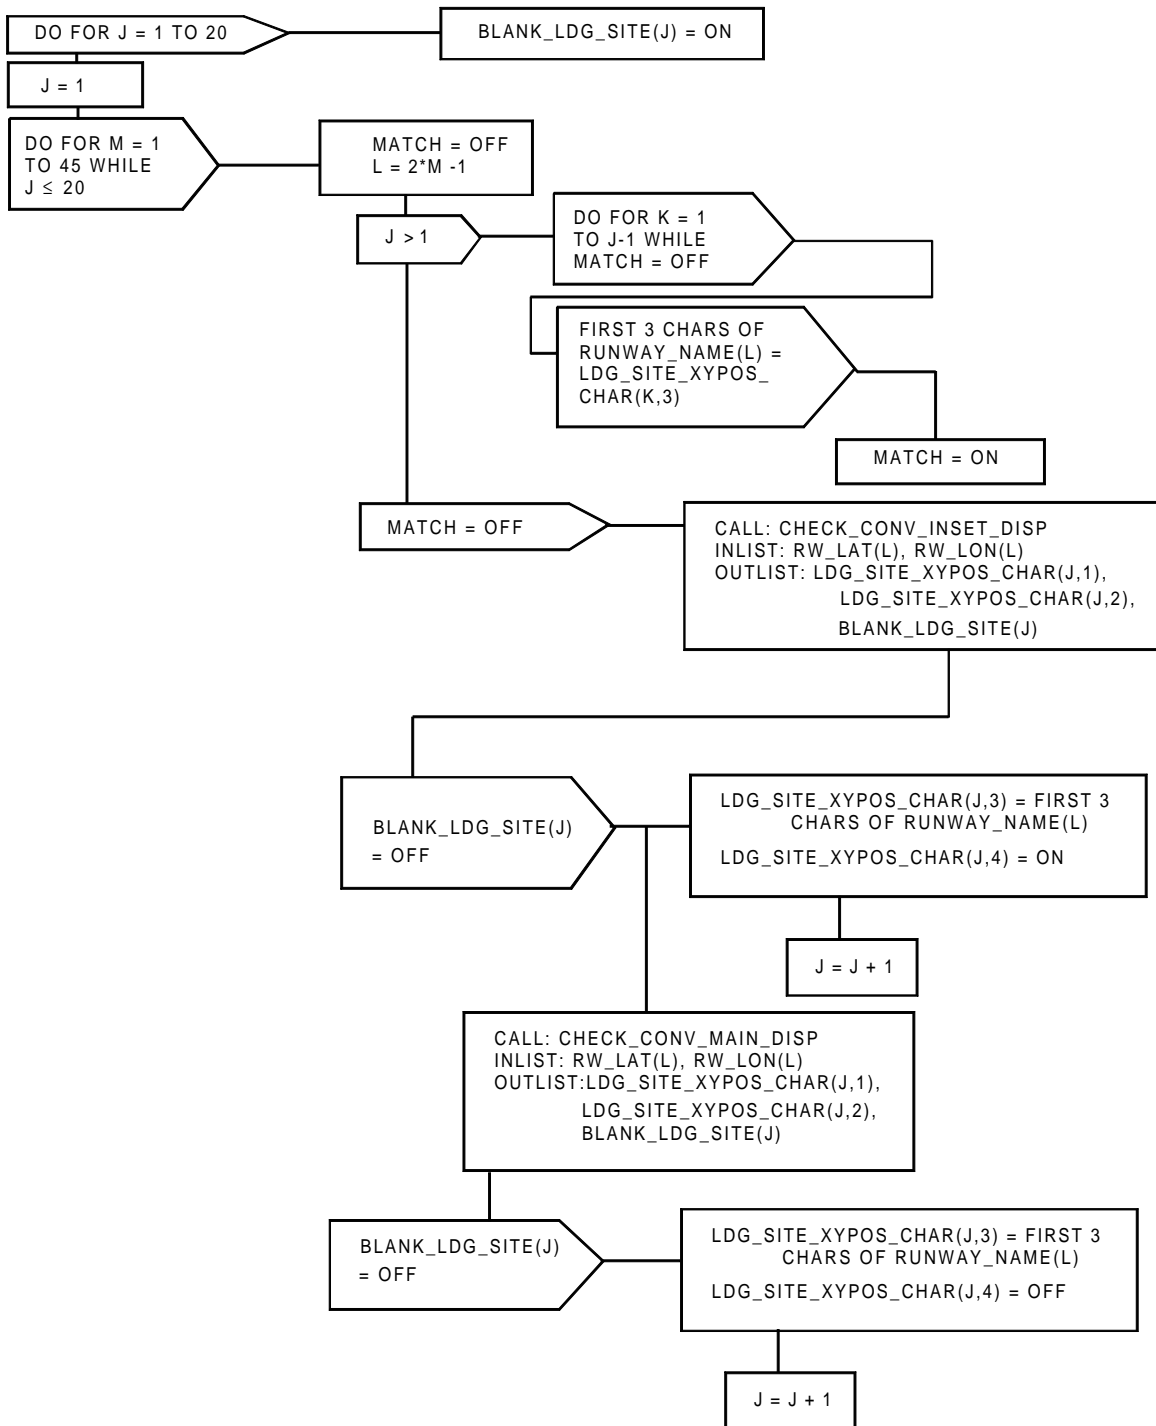 DO FOR J = 1 TO 20
BLANK_LDG_SITE(J) = ON
J = 1
DO FOR M = 1
TO 45 WHILE
J ≤ 20
MATCH = OFF
L = 2*M -1
J > 1
DO FOR K = 1
TO J-1 WHILE
MATCH = OFF
FIRST 3 CHARS OF
RUNWAY_NAME(L) =
LDG_SITE_XYPOS_
CHAR(K,3)
MATCH = ON
MATCH = OFF
CALL: CHECK_CONV_INSET_DISP
INLIST: RW_LAT(L), RW_LON(L)
OUTLIST: LDG_SITE_XYPOS_CHAR(J,1),
LDG_SITE_XYPOS_CHAR(J,2),
BLANK_LDG_SITE(J)
BLANK_LDG_SITE(J)
= OFF
LDG_SITE_XYPOS_CHAR(J,3) = FIRST 3
CHARS OF RUNWAY_NAME(L)
LDG_SITE_XYPOS_CHAR(J,4) = ON
J = J + 1
CALL: CHECK_CONV_MAIN_DISP
INLIST: RW_LAT(L), RW_LON(L)
OUTLIST:LDG_SITE_XYPOS_CHAR(J,1),
LDG_SITE_XYPOS_CHAR(J,2),
BLANK_LDG_SITE(J)
BLANK_LDG_SITE(J)
= OFF
LDG_SITE_XYPOS_CHAR(J,3) = FIRST 3
CHARS OF RUNWAY_NAME(L)
LDG_SITE_XYPOS_CHAR(J,4) = OFF
J = J + 1